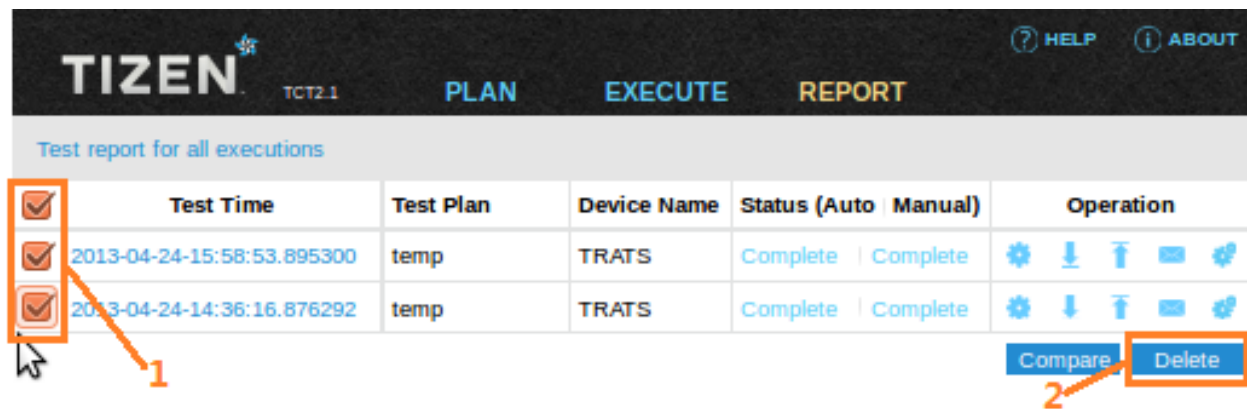 ? HELP i ABOUT
TIZEN TCT2.1 PLAN EXECUTE REPORT
Test report for all executions
Test Time Test Plan Device Name Status (Auto | Manual) Operation
2013-04-24-15:58:53.895300 temp TRATS Complete | Complete
2013-04-24-14:36:16.876292 temp TRATS Complete | Complete
Compare Delete
1
2